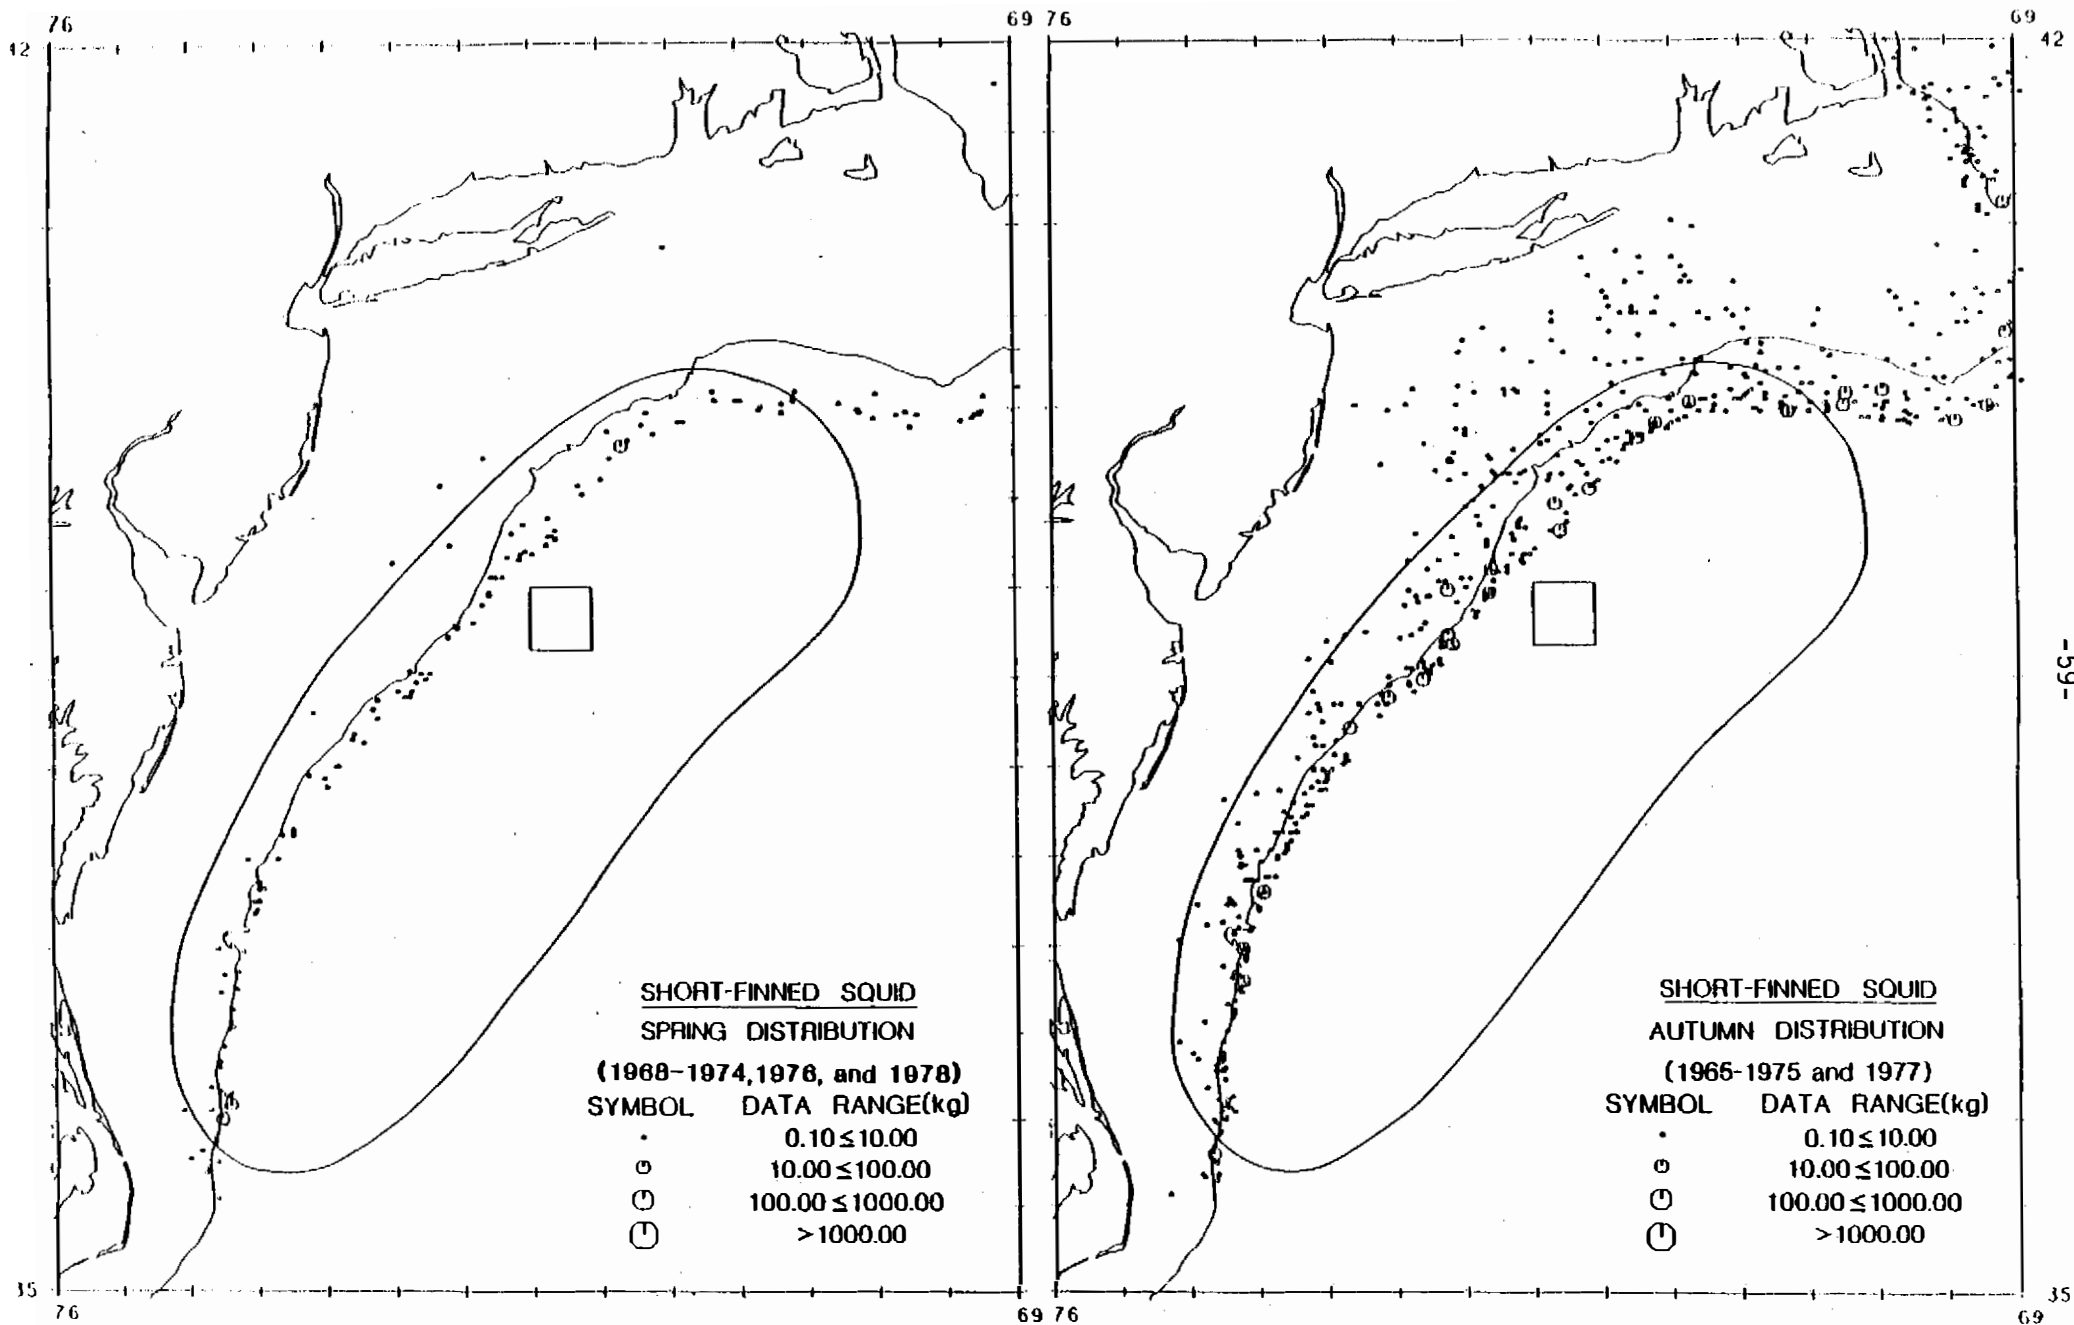 76
69
76
69
42
42
SHORT-FINNED SQUID
SPRING DISTRIBUTION
(1968-1974,1976, and 1978)
SYMBOL DATA RANGE(kg)
0.10≤10.00
10.00≤100.00
100.00≤1000.00
>1000.00
35
76
69
SHORT-FINNED SQUID
AUTUMN DISTRIBUTION
(1965-1975 and 1977)
SYMBOL DATA RANGE(kg)
0.10≤10.00
10.00≤100.00
100.00≤1000.00
>1000.00
35
76
69
-59-